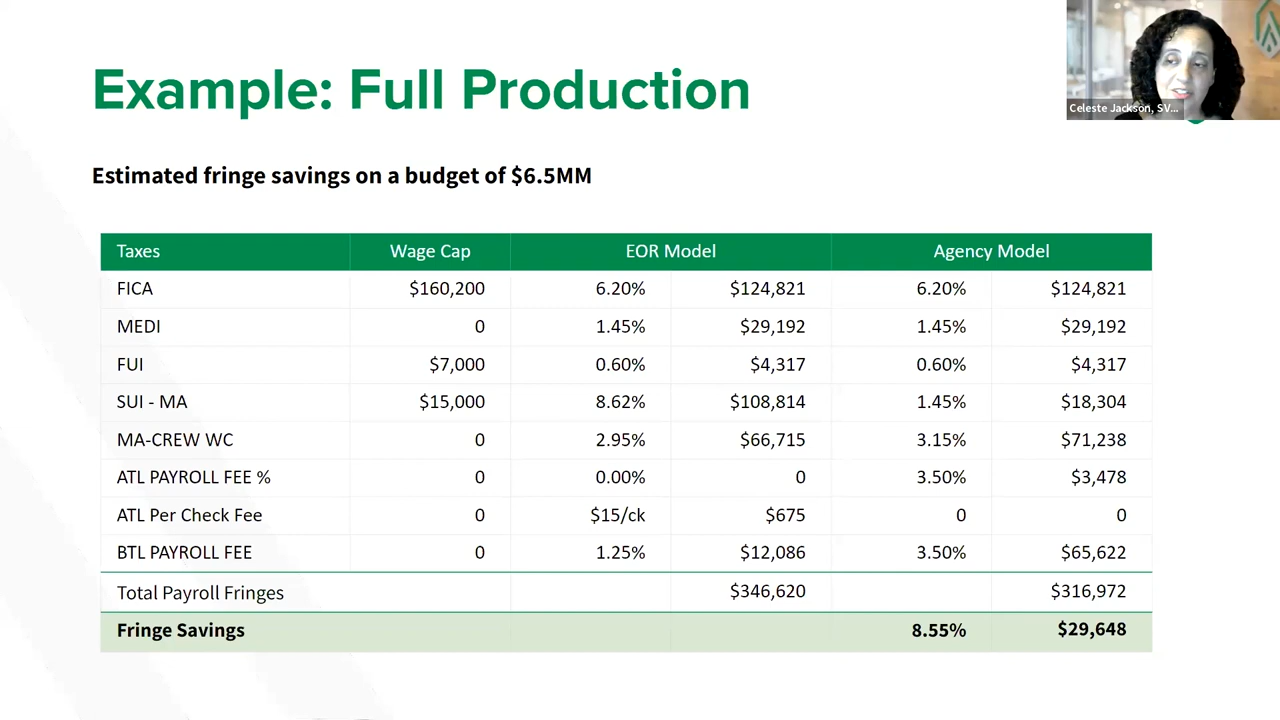 Example: Full Production
Celeste Jackson, SV...
Estimated fringe savings on a budget of $6.5MM
Taxes Wage Cap EOR Model Agency Model
FICA $160,200 6.20% $124,821 6.20% $124,821
MEDI 0 1.45% $29,192 1.45% $29,192
FUI $7,000 0.60% $4,317 0.60% $4,317
SUI - MA $15,000 8.62% $108,814 1.45% $18,304
MA-CREW WC 0 2.95% $66,715 3.15% $71,238
ATL PAYROLL FEE % 0 0.00% 0 3.50% $3,478
ATL Per Check Fee 0 $15/ck $675 0 0
BTL PAYROLL FEE 0 1.25% $12,086 3.50% $65,622
Total Payroll Fringes $346,620 $316,972
Fringe Savings 8.55% $29,648